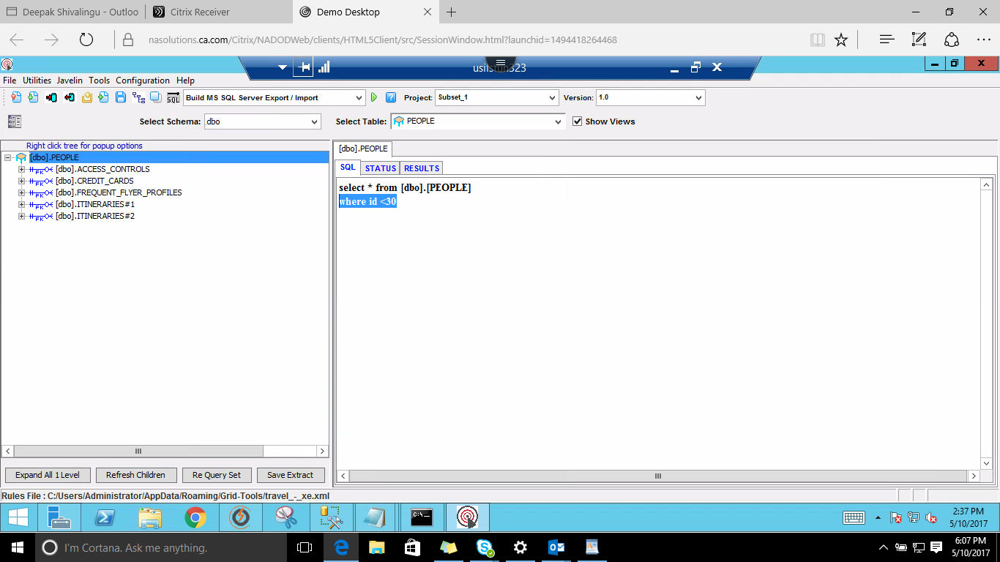 Deepak Shivalingu - Outloo
Citrix Receiver
Demo Desktop
nasolutions.ca.com/Citrix/NADODWeb/clients/HTML5Client/src/SessionWindow.html?launchid=1494418264468
File Utilities Javelin Tools Configuration Help
SQL
Build MS SQL Server Export / Import
Project:
Subset_1
Version:
1.0
Select Schema:
dbo
Select Table:
PEOPLE
Show Views
Right click tree for popup options
[dbo].PEOPLE
FK [dbo].ACCESS_CONTROLS
FK [dbo].CREDIT_CARDS
FK [dbo].FREQUENT_FLYER_PROFILES
FK [dbo].ITINERARIES#1
FK [dbo].ITINERARIES#2
[dbo].PEOPLE
SQL STATUS RESULTS
select * from [dbo].[PEOPLE]
where id <30
Expand All 1 Level
Refresh Children
Re Query Set
Save Extract
Rules File : C:/Users/Administrator/AppData/Roaming/Grid-Tools/travel_-_xe.xml
C:\
2:37 PM
5/10/2017
I'm Cortana. Ask me anything.
6:07 PM
5/10/2017